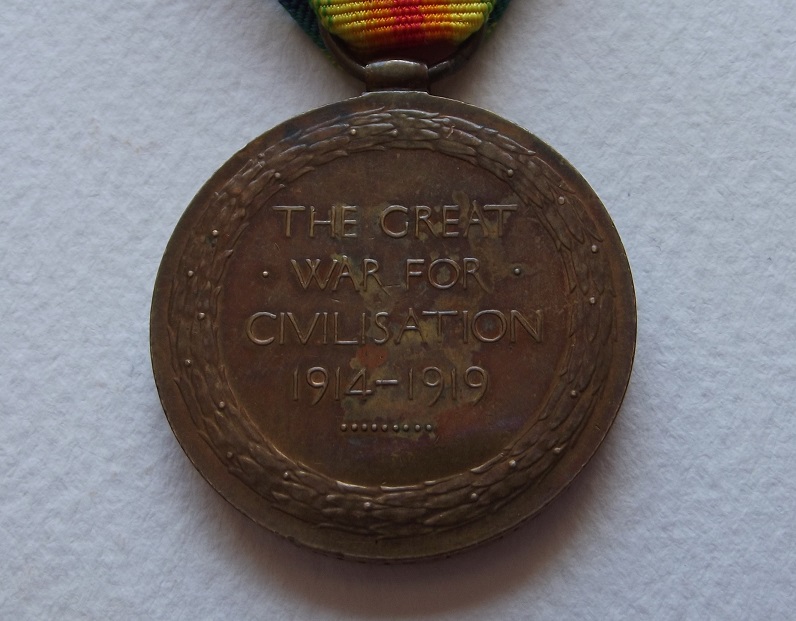 THE GREAT
· WAR FOR ·
CIVILISATION
1914-1919